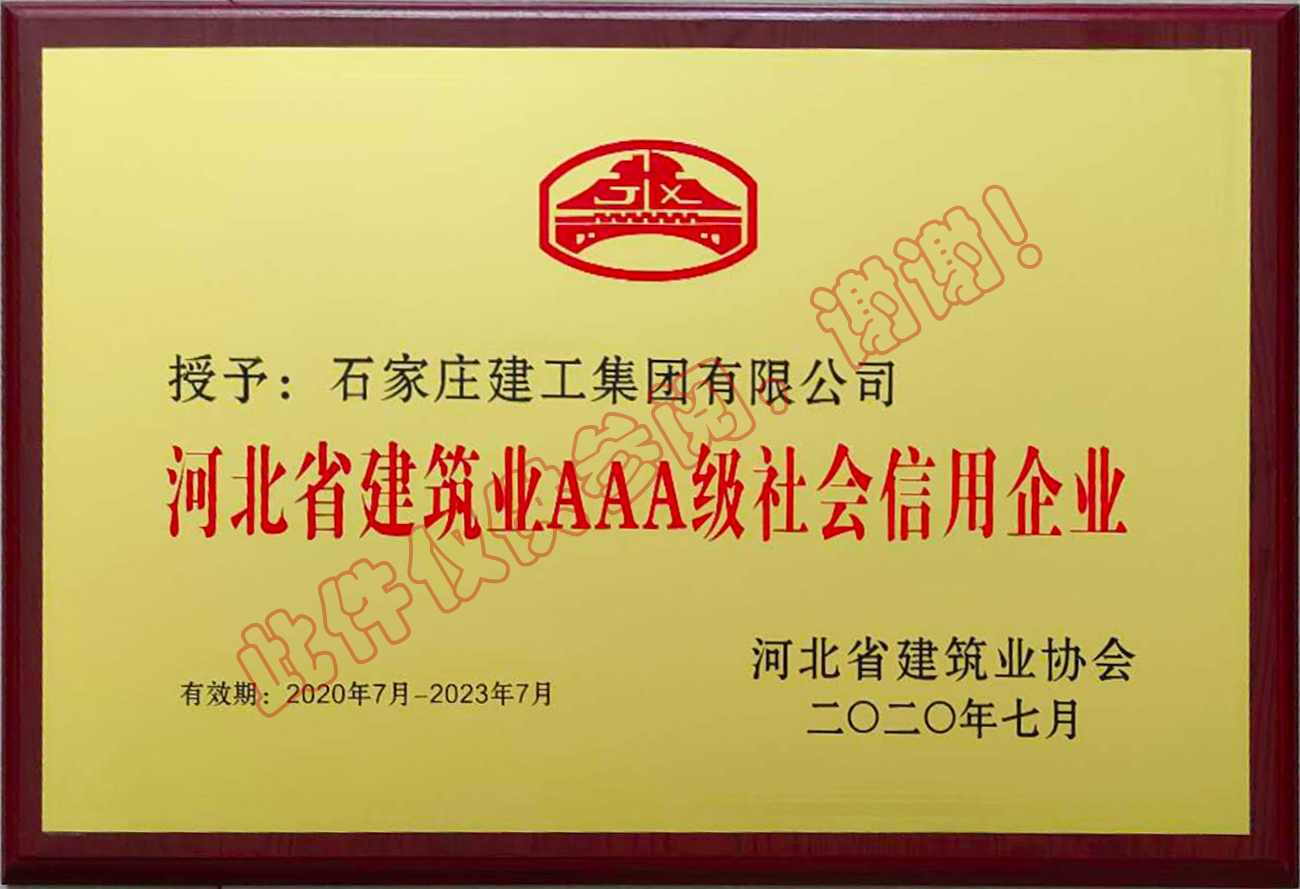 JX
授予：石家庄建工集团有限公司
河北省建筑业AAA级社会信用企业
有效期：2020年7月-2023年7月
河北省建筑业协会
二〇二〇年七月
此件仅供参阅．谢谢！